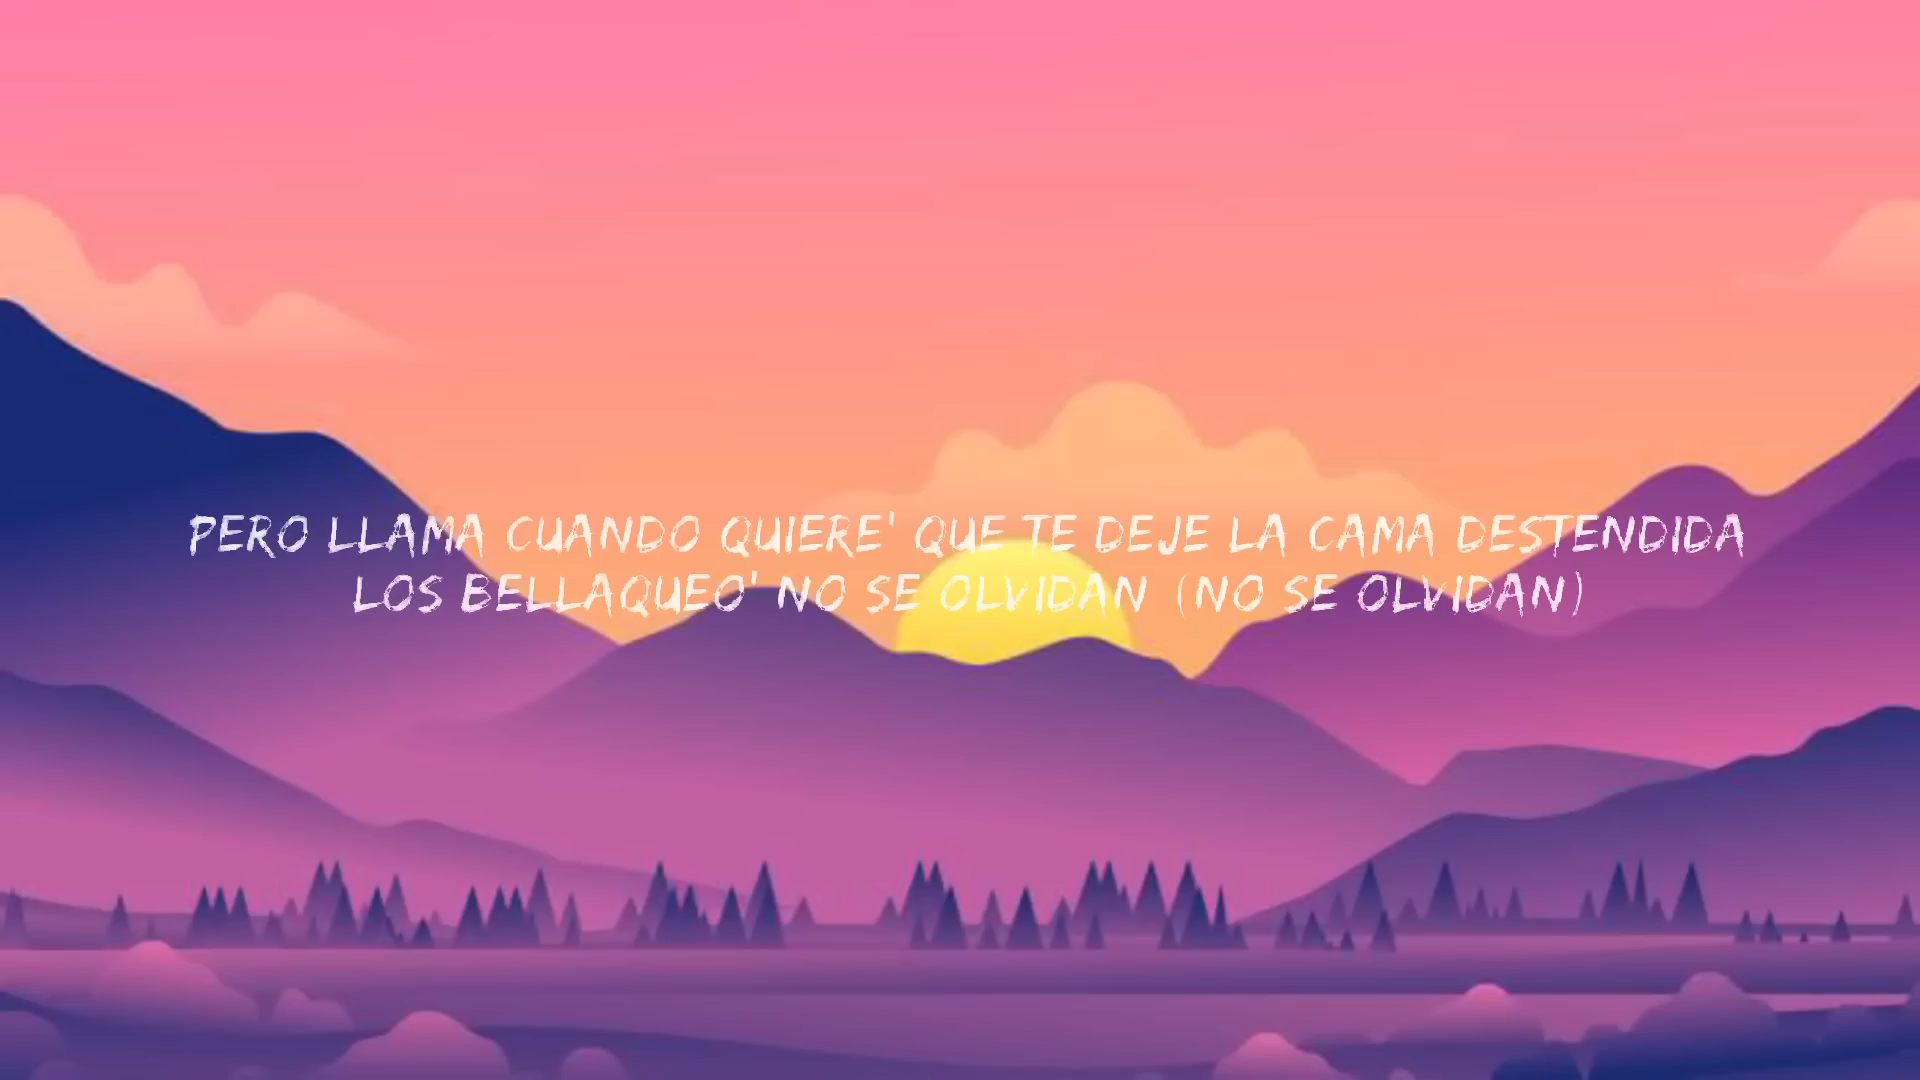 PERO LLAMA CUANDO QUIERE' QUE TE DEJE LA CAMA DESTENDIDA
LOS BELLAQUEO' NO SE OLVIDAN (NO SE OLVIDAN)